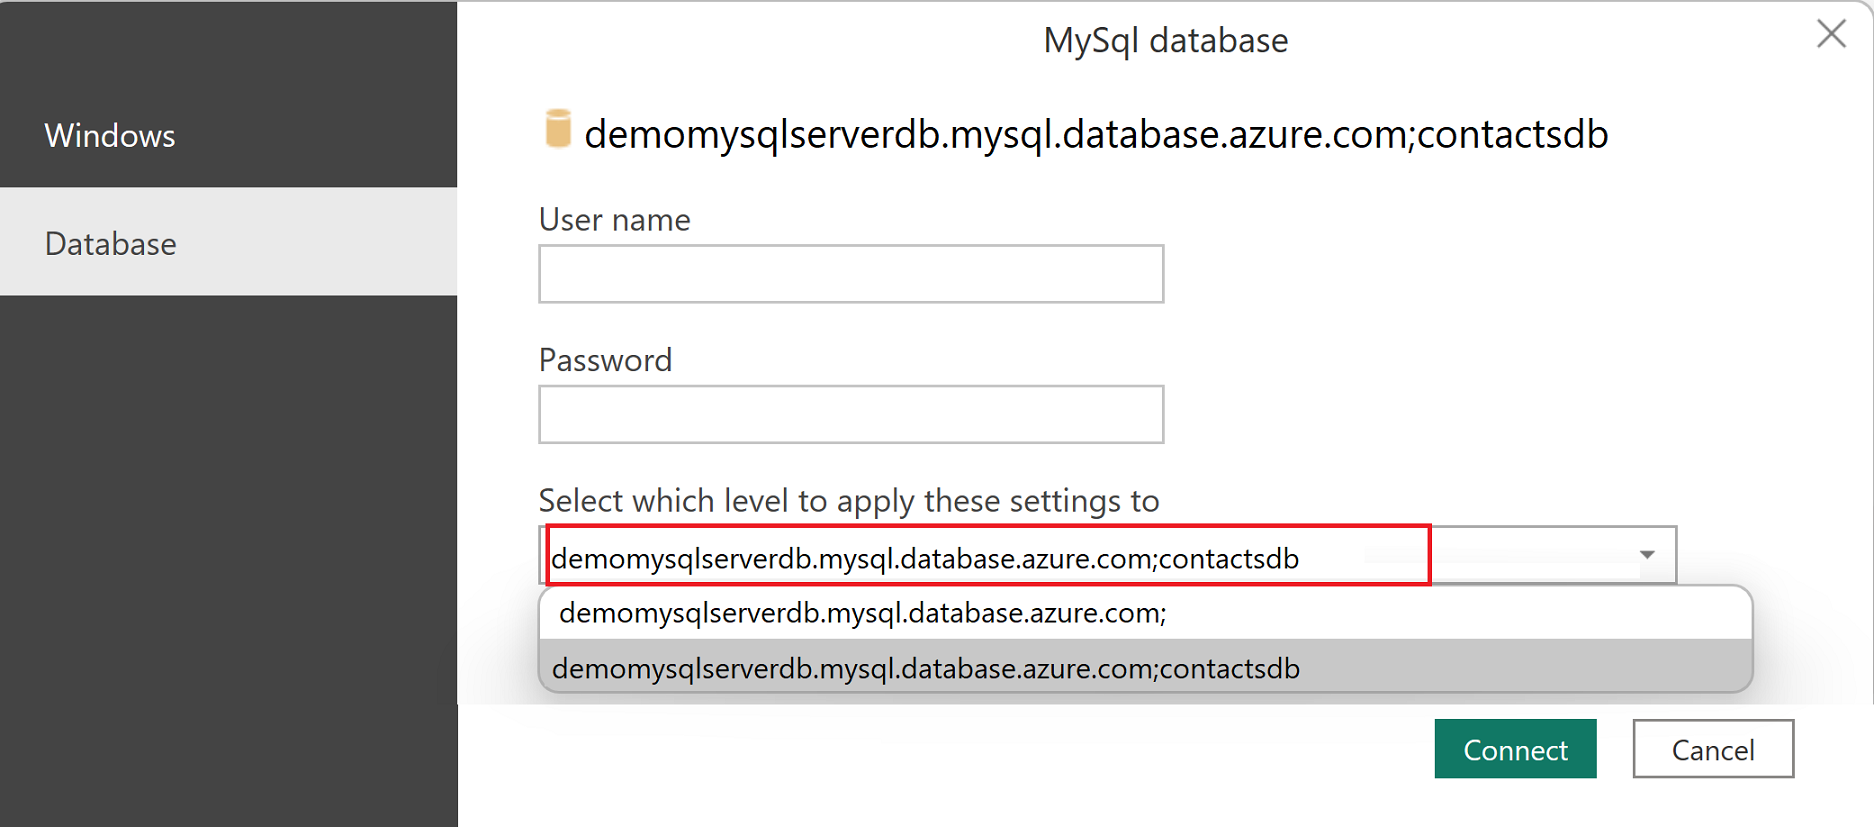 MySql database
Windows
Database
demomysqlserverdb.mysql.database.azure.com;contactsdb
User name
Password
Select which level to apply these settings to
demomysqlserverdb.mysql.database.azure.com;contactsdb
demomysqlserverdb.mysql.database.azure.com;
demomysqlserverdb.mysql.database.azure.com;contactsdb
Connect
Cancel